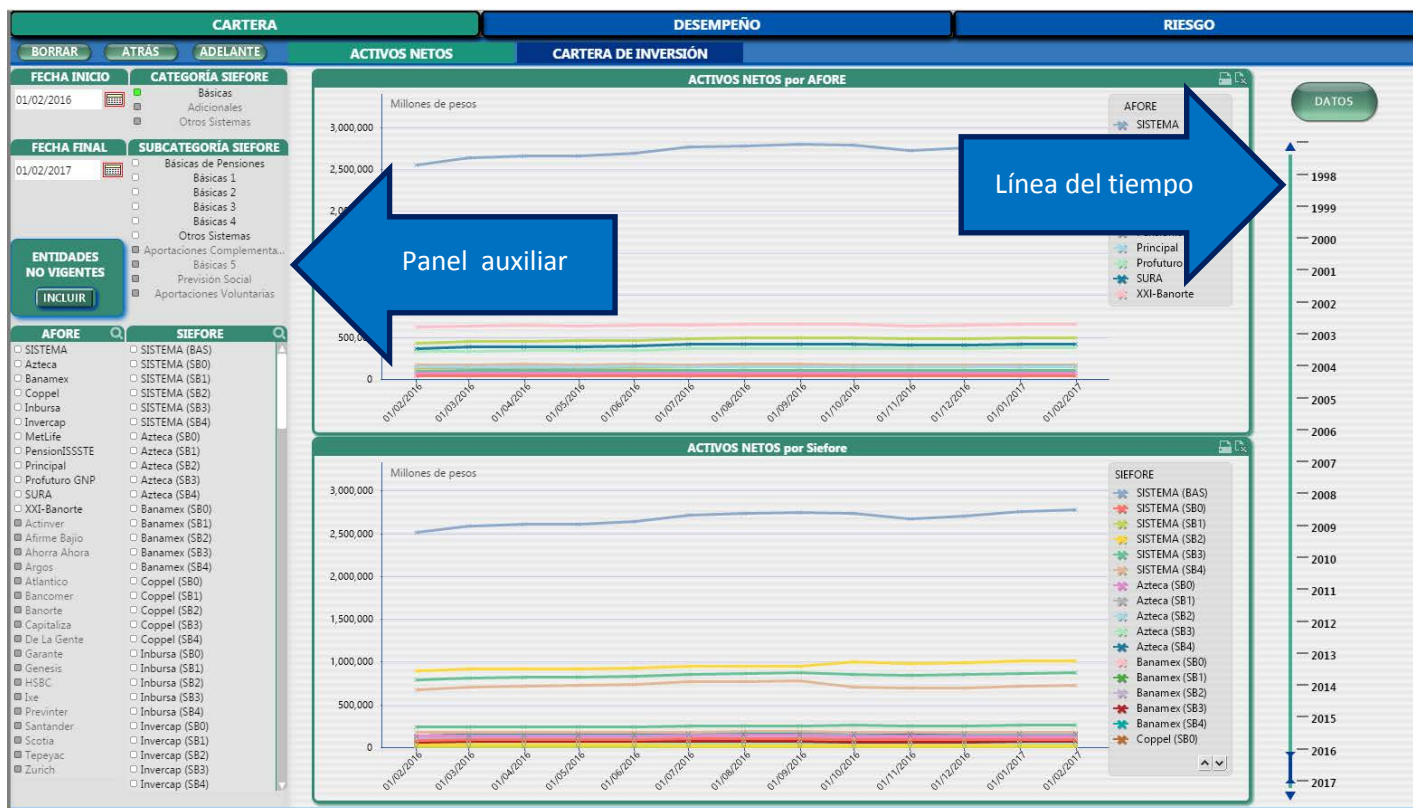 CARTERA
DESEMPEÑO
RIESGO
BORRAR
ATRÁS
ADELANTE
ACTIVOS NETOS
CARTERA DE INVERSIÓN
FECHA INICIO
01/02/2016
CATEGORÍA SIEFORE
Básicas
Adicionales
Otros Sistemas
FECHA FINAL
01/02/2017
SUBCATEGORÍA SIEFORE
Básicas de Pensiones
Básicas 1
Básicas 2
Básicas 3
Básicas 4
Otros Sistemas
Aportaciones Complementa...
Básicas 5
Previsión Social
Aportaciones Voluntarias
ENTIDADES
NO VIGENTES
INCLUIR
AFORE
SISTEMA
Azteca
Banamex
Coppel
Inbursa
Invercap
MetLife
PensionISSSTE
Principal
Profuturo GNP
SURA
XXI-Banorte
Actinver
Afirme Bajio
Ahorra Ahora
Argos
Atlantico
Bancomer
Banorte
Capitaliza
De La Gente
Garante
Genesis
HSBC
Ixe
Previnter
Santander
Scotia
Tepeyac
Zurich
SIEFORE
SISTEMA (BAS)
SISTEMA (SB0)
SISTEMA (SB1)
SISTEMA (SB2)
SISTEMA (SB3)
SISTEMA (SB4)
Azteca (SB0)
Azteca (SB1)
Azteca (SB2)
Azteca (SB3)
Azteca (SB4)
Banamex (SB0)
Banamex (SB1)
Banamex (SB2)
Banamex (SB3)
Banamex (SB4)
Coppel (SB0)
Coppel (SB1)
Coppel (SB2)
Coppel (SB3)
Coppel (SB4)
Inbursa (SB0)
Inbursa (SB1)
Inbursa (SB2)
Inbursa (SB3)
Inbursa (SB4)
Invercap (SB0)
Invercap (SB1)
Invercap (SB2)
Invercap (SB3)
Invercap (SB4)
Panel auxiliar
ACTIVOS NETOS por AFORE
Millones de pesos
3,000,000
2,500,000
0
01/02/2016
01/03/2016
01/04/2016
01/05/2016
01/06/2016
01/07/2016
01/08/2016
01/09/2016
01/10/2016
01/11/2016
01/12/2016
01/01/2017
01/02/2017
AFORE
SISTEMA
Principal
Profuturo
SURA
XXI-Banorte
Línea del tiempo
ACTIVOS NETOS por Siefore
Millones de pesos
3,000,000
2,500,000
2,000,000
1,500,000
1,000,000
500,000
0
01/02/2016
01/03/2016
01/04/2016
01/05/2016
01/06/2016
01/07/2016
01/08/2016
01/09/2016
01/10/2016
01/11/2016
01/12/2016
01/01/2017
01/02/2017
SIEFORE
SISTEMA (BAS)
SISTEMA (SB0)
SISTEMA (SB1)
SISTEMA (SB2)
SISTEMA (SB3)
SISTEMA (SB4)
Azteca (SB0)
Azteca (SB1)
Azteca (SB2)
Azteca (SB3)
Azteca (SB4)
Banamex (SB0)
Banamex (SB1)
Banamex (SB2)
Banamex (SB3)
Banamex (SB4)
Coppel (SB0)
DATOS
1998
1999
2000
2001
2002
2003
2004
2005
2006
2007
2008
2009
2010
2011
2012
2013
2014
2015
2016
2017